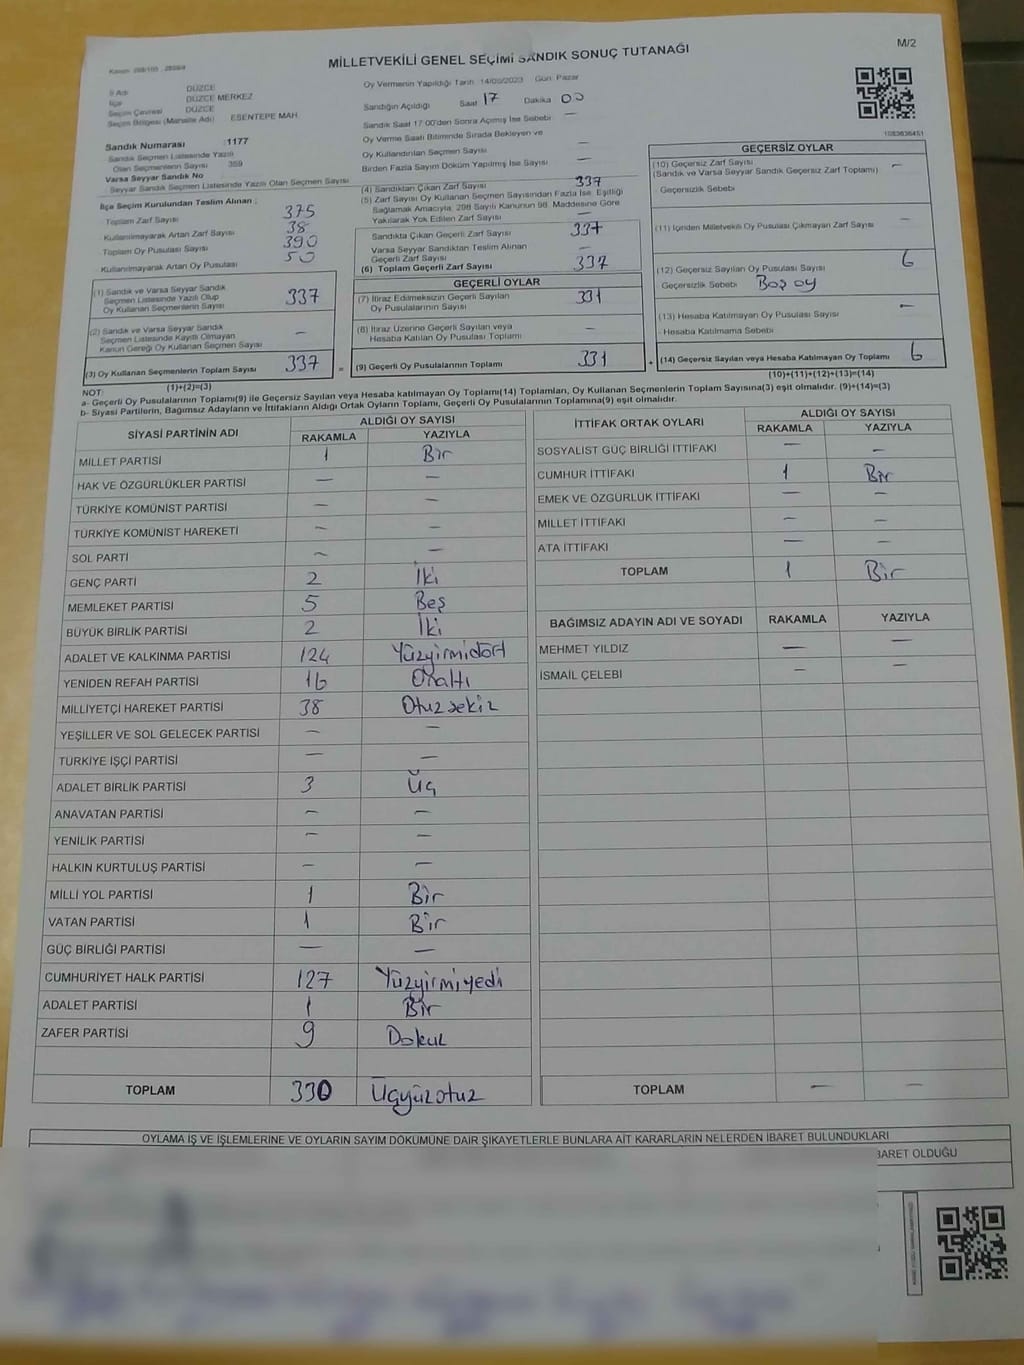 M/2
MİLLETVEKİLİ GENEL SEÇİMİ SANDIK SONUÇ TUTANAĞI
İl Adı DÜZCE
İlçe DÜZCE MERKEZ
Seçim Çevresi DÜZCE
Seçim Bölgesi (Mahalle Adı) ESENTEPE MAH.
Oy Vermenin Yapıldığı Tarih 14/05/2023 Gün Pazar
Sandığın Açıldığı Saat 17 Dakika 00
Sandık Saat 17:00'den Sonra Açımış İse Sebebi —
Oy Verme Saati Bitiminde Sırada Bekleyen ve
Oy Kullandırılan Seçmen Sayısı —
Birden Fazla Sayım Döküm Yapılmış İse Sayısı —
1083636451
Sandık Numarası :1177
Sandık Seçmen Listesinde Yazılı
Olan Seçmenlerin Sayısı 359
Varsa Seyyar Sandık No
Seyyar Sandık Seçmen Listesinde Yazılı Olan Seçmen Sayısı
İlçe Seçim Kurulundan Teslim Alınan ;
Toplam Zarf Sayısı 375
Kullanılmayarak Artan Zarf Sayısı 38
Toplam Oy Pusulası Sayısı 390
Kullanılmayarak Artan Oy Pusulası 50
(4) Sandıktan Çıkan Zarf Sayısı 337
(5) Zarf Sayısı Oy Kullanan Seçmen Sayısından Fazla İse, Eşitliği
Sağlamak Amacıyla, 298 Sayılı Kanunun 98. Maddesine Göre
Yakılarak Yok Edilen Zarf Sayısı —
Sandıkta Çıkan Geçerli Zarf Sayısı 337
Varsa Seyyar Sandıktan Teslim Alınan
Geçerli Zarf Sayısı —
(6) Toplam Geçerli Zarf Sayısı 337
GEÇERSİZ OYLAR
(10) Geçersiz Zarf Sayısı —
(Sandık ve Varsa Seyyar Sandık Geçersiz Zarf Toplamı)
Geçersizlik Sebebi
(11) İçinden Milletvekili Oy Pusulası Çıkmayan Zarf Sayısı —
(12) Geçersiz Sayılan Oy Pusulası Sayısı 6
Geçersizlik Sebebi Boş oy
(13) Hesaba Katılmayan Oy Pusulası Sayısı —
Hesaba Katılmama Sebebi
(14) Geçersiz Sayılan veya Hesaba Katılmayan Oy Toplamı 6
(10)+(11)+(12)+(13)=(14)
(1) Sandık ve Varsa Seyyar Sandık
Seçmen Listesinde Yazılı Olup
Oy Kullanan Seçmenlerin Sayısı 337
(2) Sandık ve Varsa Seyyar Sandık
Seçmen Listesinde Kayıtlı Olmayan
Kanun Gereği Oy Kullanan Seçmen Sayısı —
(3) Oy Kullanan Seçmenlerin Toplam Sayısı 337
(1)+(2)=(3)
=
GEÇERLİ OYLAR
(7) İtiraz Edilmeksizin Geçerli Sayılan
Oy Pusulalarının Sayısı 331
(8) İtiraz Üzerine Geçerli Sayılan veya
Hesaba Katılan Oy Pusulası Toplamı —
(9) Geçerli Oy Pusulalarının Toplamı 331
+
NOT:
a- Geçerli Oy Pusulalarının Toplamı(9) ile Geçersiz Sayılan veya Hesaba katılmayan Oy Toplamı(14) Toplamları, Oy Kullanan Seçmenlerin Toplam Sayısına(3) eşit olmalıdır. (9)+(14)=(3)
b- Siyasi Partilerin, Bağımsız Adayların ve İttifakların Aldığı Ortak Oyların Toplamı, Geçerli Oy Pusulalarının Toplamına(9) eşit olmalıdır.
SİYASİ PARTİNİN ADI ALDIĞI OY SAYISI
RAKAMLA YAZIYLA
MİLLET PARTİSİ 1 Bir
HAK VE ÖZGÜRLÜKLER PARTİSİ — —
TÜRKİYE KOMÜNİST PARTİSİ — —
TÜRKİYE KOMÜNİST HAREKETİ — —
SOL PARTİ — —
GENÇ PARTİ 2 İki
MEMLEKET PARTİSİ 5 Beş
BÜYÜK BİRLİK PARTİSİ 2 İki
ADALET VE KALKINMA PARTİSİ 124 Yüzyirmidört
YENİDEN REFAH PARTİSİ 16 Onaltı
MİLLİYETÇİ HAREKET PARTİSİ 38 Otuzsekiz
YEŞİLLER VE SOL GELECEK PARTİSİ — —
TÜRKİYE İŞÇİ PARTİSİ — —
ADALET BİRLİK PARTİSİ 3 Üç
ANAVATAN PARTİSİ — —
YENİLİK PARTİSİ — —
HALKIN KURTULUŞ PARTİSİ — —
MİLLİ YOL PARTİSİ 1 Bir
VATAN PARTİSİ 1 Bir
GÜÇ BİRLİĞİ PARTİSİ — —
CUMHURİYET HALK PARTİSİ 127 Yüzyirmiyedi
ADALET PARTİSİ 1 Bir
ZAFER PARTİSİ 9 Dokuz
TOPLAM 330 Üçyüzotuz
İTTİFAK ORTAK OYLARI ALDIĞI OY SAYISI
RAKAMLA YAZIYLA
SOSYALİST GÜÇ BİRLİĞİ İTTİFAKI — —
CUMHUR İTTİFAKI 1 Bir
EMEK VE ÖZGÜRLÜK İTTİFAKI — —
MİLLET İTTİFAKI — —
ATA İTTİFAKI — —
TOPLAM 1 Bir
BAĞIMSIZ ADAYIN ADI VE SOYADI RAKAMLA YAZIYLA
MEHMET YILDIZ — —
İSMAİL ÇELEBİ — —
TOPLAM — —
OYLAMA İŞ VE İŞLEMLERİNE VE OYLARIN SAYIM DÖKÜMÜNE DAİR ŞİKAYETLERLE BUNLARA AİT KARARLARIN NELERDEN İBARET BULUNDUKLARI
BARET OLDUĞU